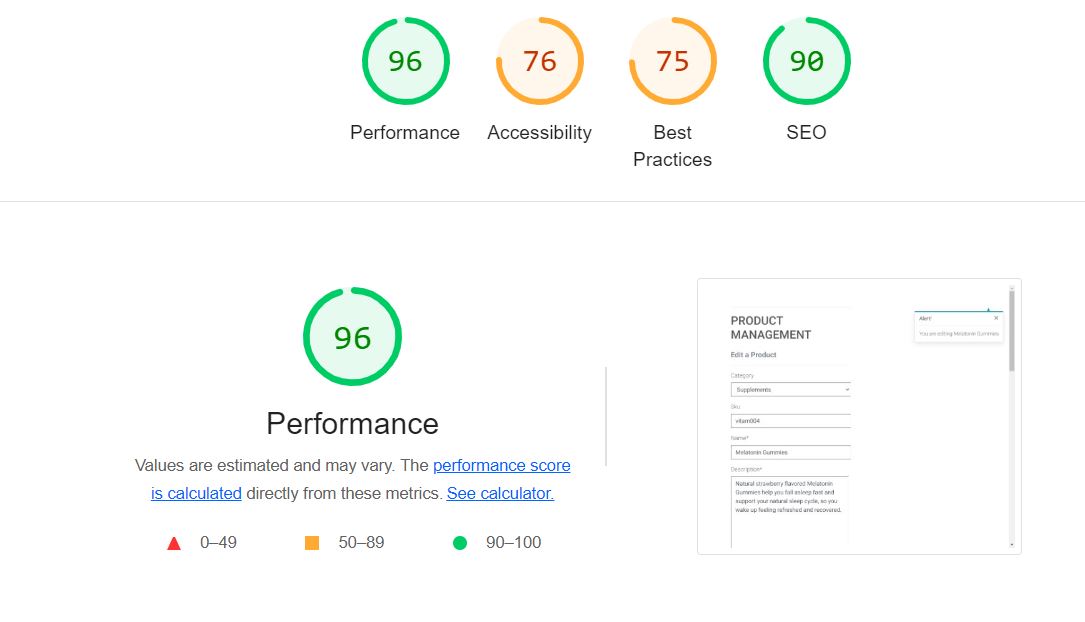 96
76
75
90
Performance
Accessibility
Best
Practices
SEO
96
Performance
Values are estimated and may vary. The performance score
is calculated directly from these metrics. See calculator.
0–49
50–89
90–100
PRODUCT
MANAGEMENT
Edit a Product
Category
Supplements
Sku
vitam004
Name*
Melatonin Gummies
Description*
Natural strawberry flavored Melatonin
Gummies help you fall asleep fast and
support your natural sleep cycle, so you
wake up feeling refreshed and recovered.
Alert!
You are editing Melatonin Gummies